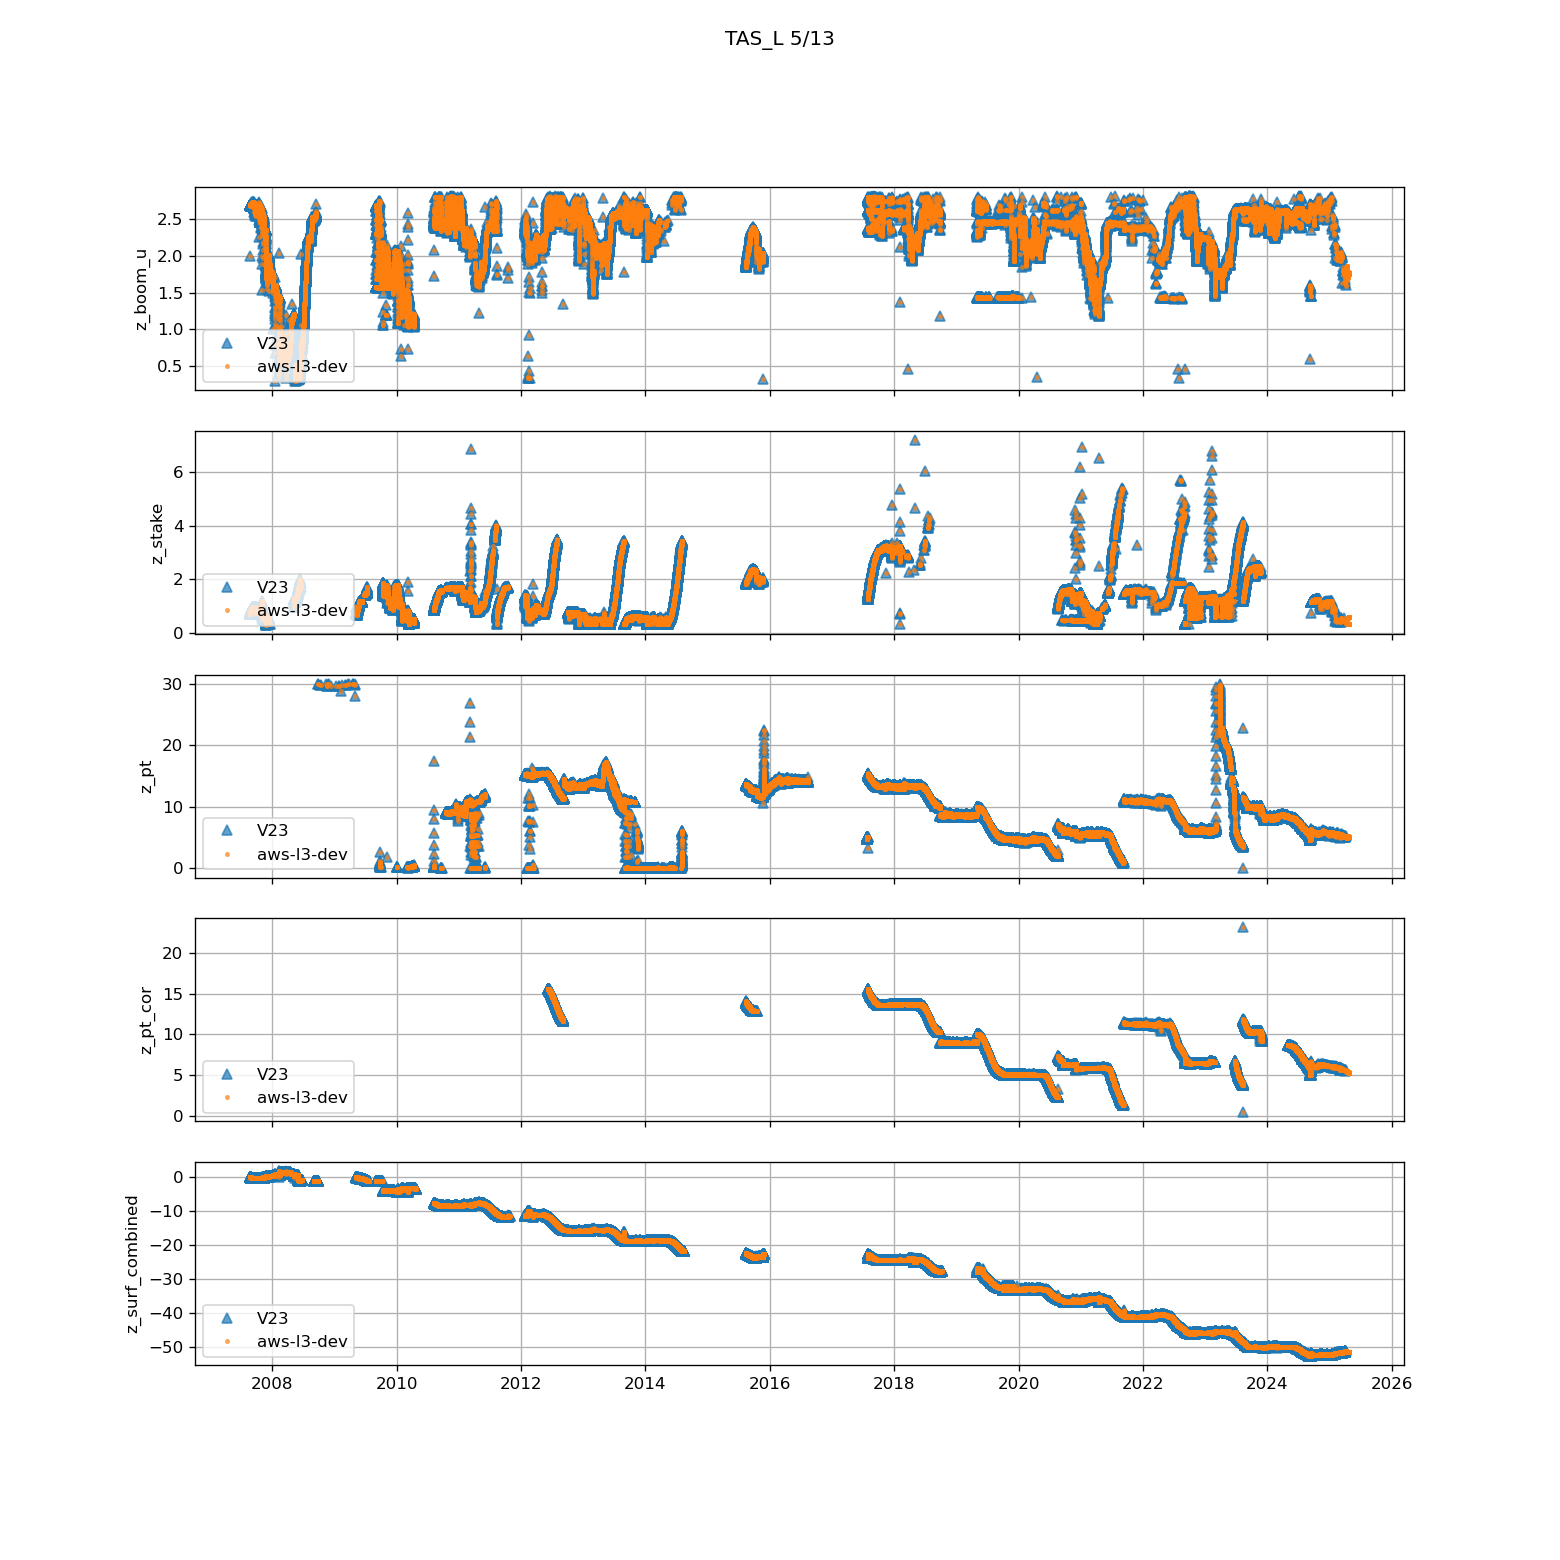 TAS_L 5/13
z_boom_u
2.5
2.0
1.5
1.0
0.5
V23
aws-l3-dev
z_stake
6
4
2
0
V23
aws-l3-dev
z_pt
30
20
10
0
V23
aws-l3-dev
z_pt_cor
20
15
10
5
0
V23
aws-l3-dev
z_surf_combined
0
−10
−20
−30
−40
−50
V23
aws-l3-dev
2008 2010 2012 2014 2016 2018 2020 2022 2024 2026